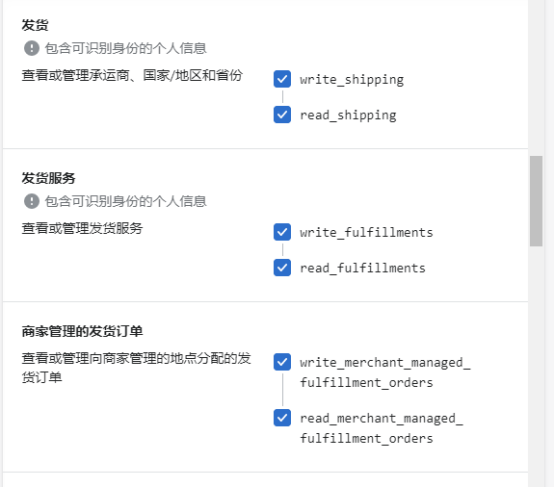 发货
包含可识别身份的个人信息
查看或管理承运商、国家/地区和省份
write_shipping
read_shipping
发货服务
包含可识别身份的个人信息
查看或管理发货服务
write_fulfillments
read_fulfillments
商家管理的发货订单
查看或管理向商家管理的地点分配的发
货订单
write_merchant_managed_
fulfillment_orders
read_merchant_managed_
fulfillment_orders